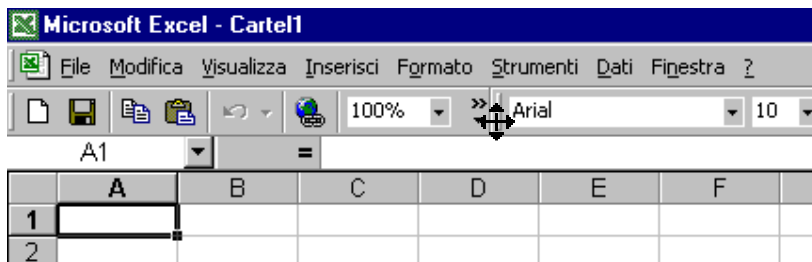 Microsoft Excel - Cartel1
File Modifica Visualizza Inserisci Formato Strumenti Dati Finestra ?
100% » Arial 10
A1 =
A B C D E F
1
2